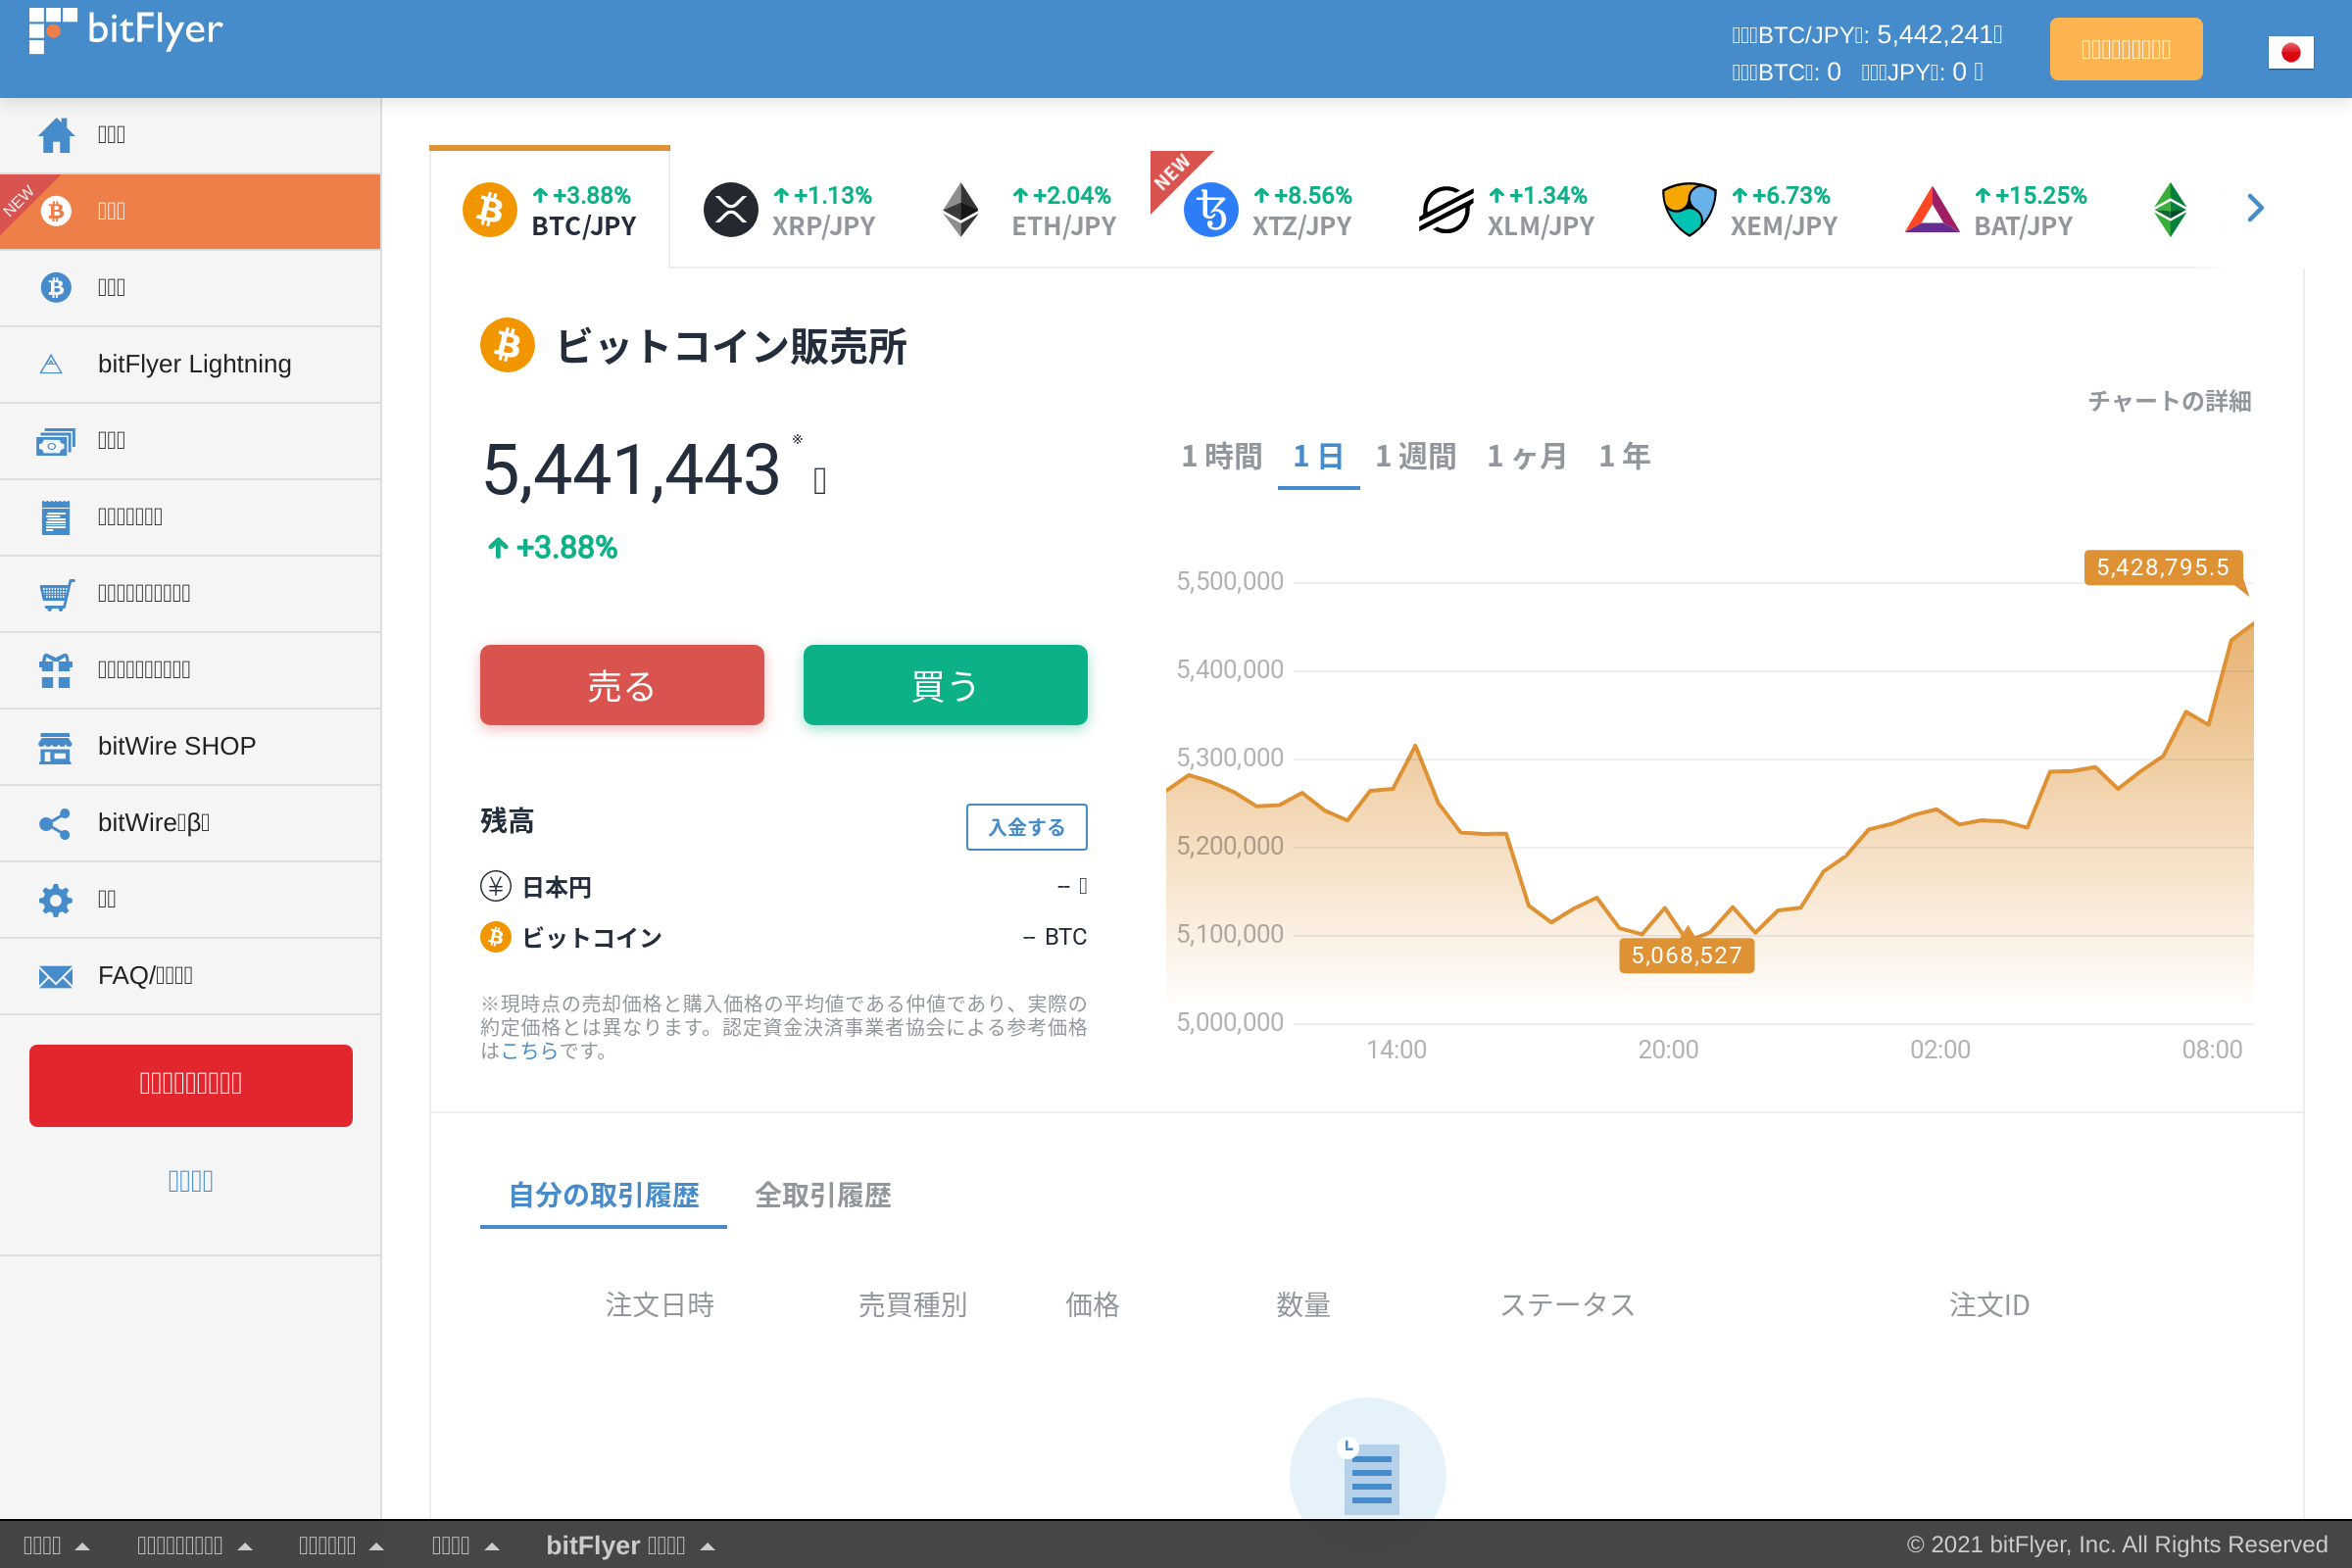 bitFlyer
BTC/JPY : 5,442,241
BTC : 0 JPY : 0
NEW
bitFlyer Lightning
bitWire SHOP
bitWire β
FAQ/
+3.88%
BTC/JPY
+1.13%
XRP/JPY
+2.04%
ETH/JPY
NEW
+8.56%
XTZ/JPY
+1.34%
XLM/JPY
+6.73%
XEM/JPY
+15.25%
BAT/JPY
ビットコイン販売所
チャートの詳細
5,441,443 ※
+3.88%
1 時間 1 日 1 週間 1 ヶ月 1 年
売る 買う
残高 入金する
日本円 --
ビットコイン -- BTC
※現時点の売却価格と購入価格の平均値である仲値であり、実際の
約定価格とは異なります。認定資金決済事業者協会による参考価格
はこちらです。
5,428,795.5
5,500,000
5,400,000
5,300,000
5,200,000
5,100,000
5,068,527
5,000,000
14:00 20:00 02:00 08:00
自分の取引履歴 全取引履歴
注文日時 売買種別 価格 数量 ステータス 注文ID
bitFlyer
© 2021 bitFlyer, Inc. All Rights Reserved